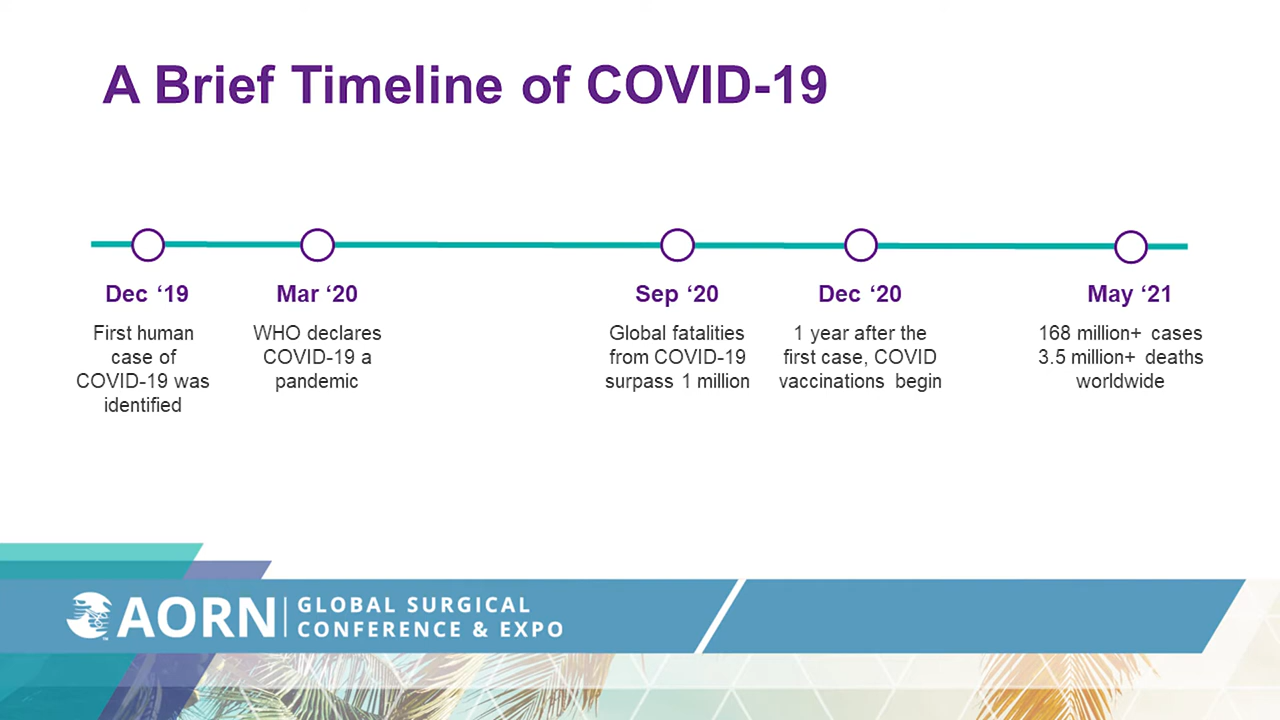 A Brief Timeline of COVID-19
Dec ‘19
First human
case of
COVID-19 was
identified
Mar ‘20
WHO declares
COVID-19 a
pandemic
Sep ‘20
Global fatalities
from COVID-19
surpass 1 million
Dec ‘20
1 year after the
first case, COVID
vaccinations begin
May ‘21
168 million+ cases
3.5 million+ deaths
worldwide
AORN
GLOBAL SURGICAL
CONFERENCE & EXPO